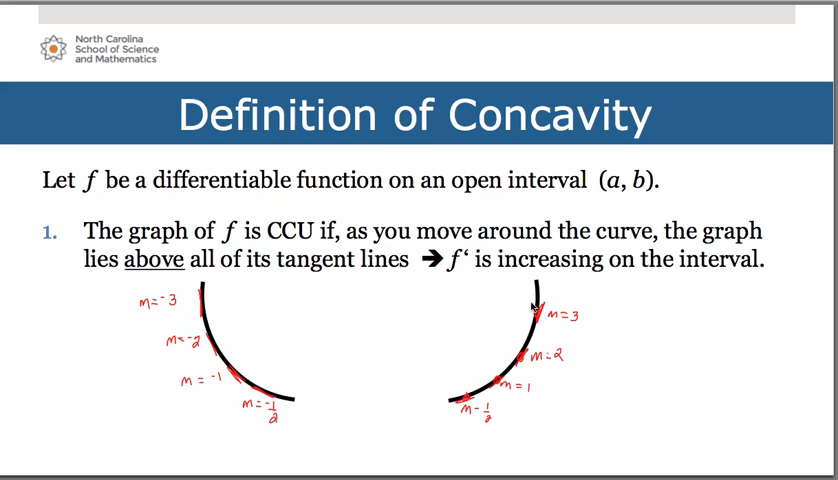 North Carolina
School of Science
and Mathematics
Definition of Concavity
Let f be a differentiable function on an open interval (a, b).
1. The graph of f is CCU if, as you move around the curve, the graph
lies above all of its tangent lines ➔ f‘ is increasing on the interval.
m=-3
m=-2
m=-1
m=-1/2
m=3
m=2
m=1
m-1/2